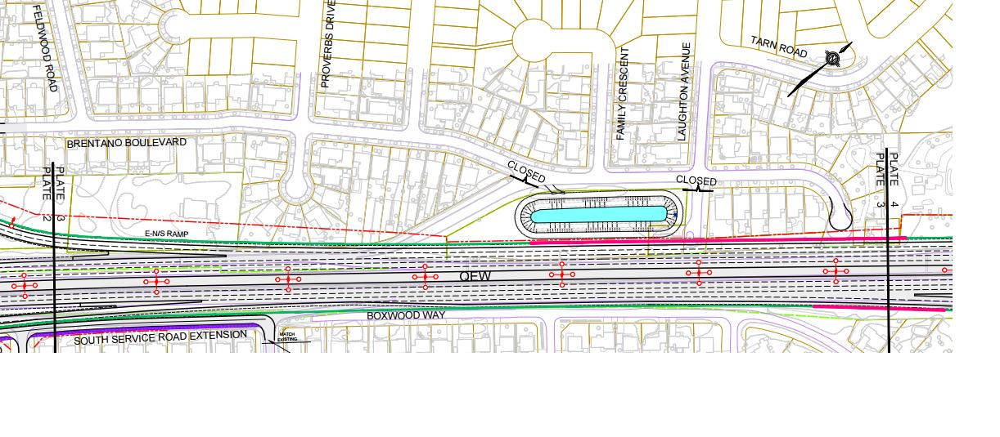 FELDWOOD ROAD
PROVERBS DRIVE
FAMILY CRESCENT
LAUGHTON AVENUE
TARN ROAD
BRENTANO BOULEVARD
CLOSED
CLOSED
PLATE 2
PLATE 3
PLATE 3
PLATE 4
E-N/S RAMP
QEW
BOXWOOD WAY
SOUTH SERVICE ROAD EXTENSION
MATCH
EXISTING